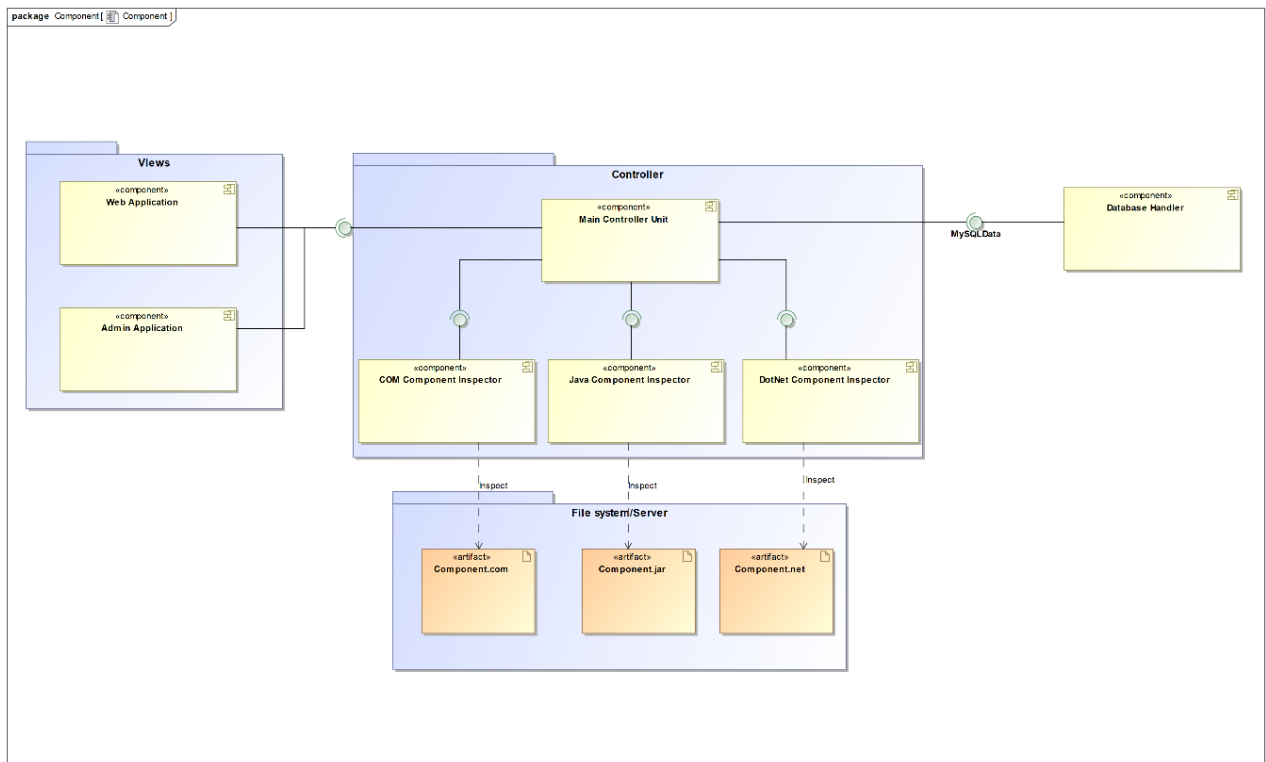 package Component[ Component ]
Views
«component»
Web Application
«component»
Admin Application
Controller
«component»
Main Controller Unit
«component»
COM Component Inspector
«component»
Java Component Inspector
«component»
DotNet Component Inspector
MySQLData
«component»
Database Handler
Inspect
Inspect
Inspect
File system/Server
«artifact»
Component.com
«artifact»
Component.jar
«artifact»
Component.net